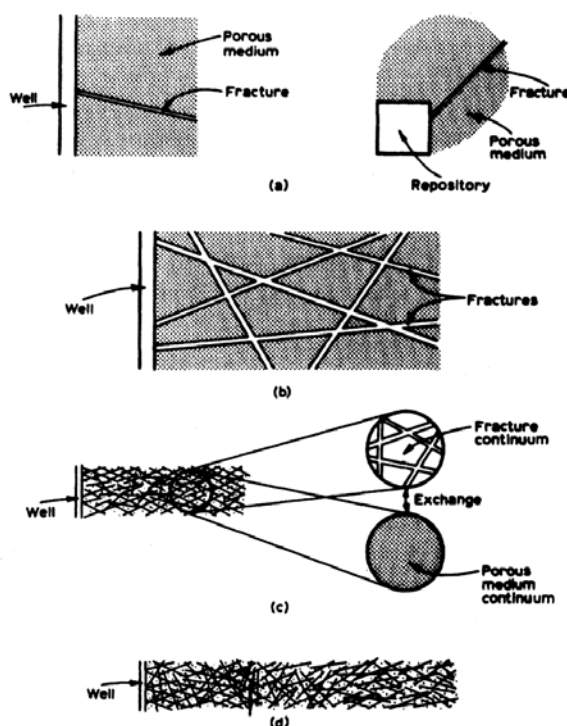 Porous
medium
Well
Fracture
Fracture
Porous
medium
Repository
(a)
Well
Fractures
(b)
Fracture
continuum
Exchange
Well
Porous
medium
continuum
(c)
Well
(d)